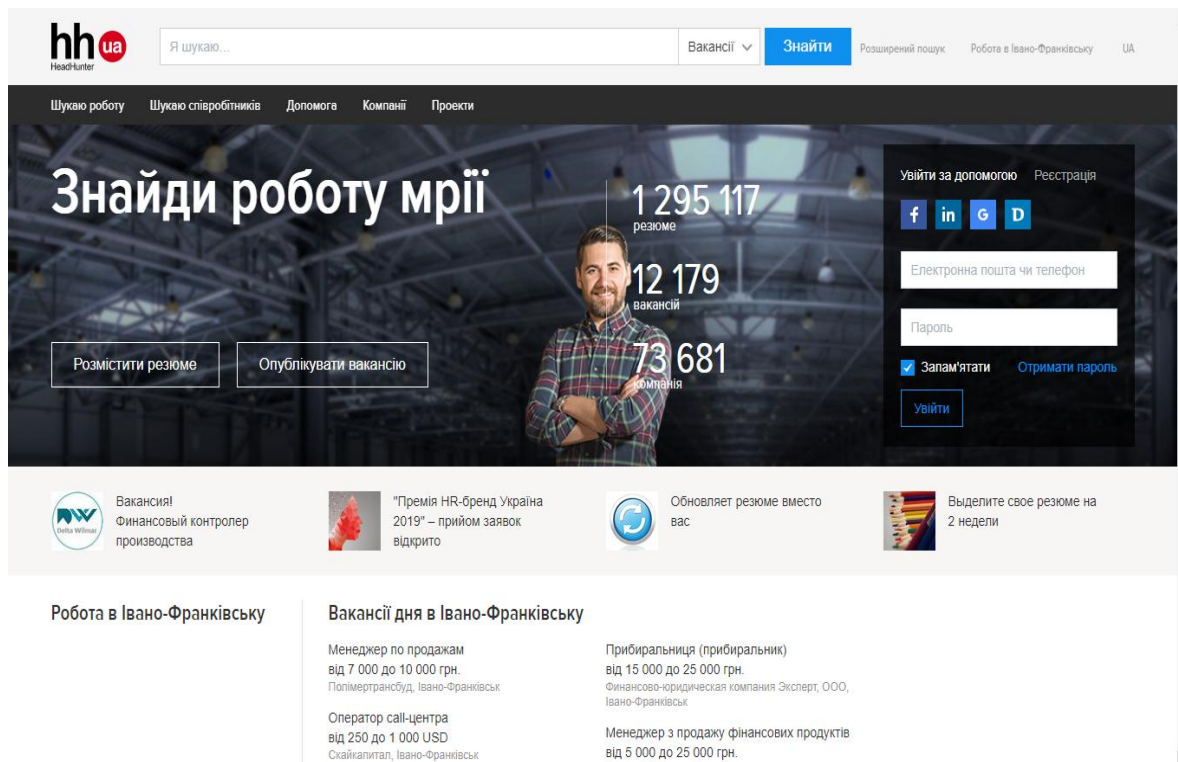 hh ua
HeadHunter
Я шукаю...
Вакансії
Знайти
Розширений пошук
Робота в Івано-Франківську
UA
Шукаю роботу
Шукаю співробітників
Допомога
Компанії
Проекти
Знайди роботу мрії
1 295 117
резюме
12 179
вакансій
73 681
компанія
Розмістити резюме
Опублікувати вакансію
Увійти за допомогою
Реєстрація
f in G D
Електронна пошта чи телефон
Пароль
Запам'ятати
Отримати пароль
Увійти
Delta Wilmar
Вакансия!
Финансовый контролер
производства
"Премія HR-бренд Україна
2019" – прийом заявок
відкрито
Обновляет резюме вместо
вас
Выделите свое резюме на
2 недели
Робота в Івано-Франківську
Вакансії дня в Івано-Франківську
Менеджер по продажам
від 7 000 до 10 000 грн.
Полімертрансбуд, Івано-Франківськ
Оператор call-центра
від 250 до 1 000 USD
Скайкапитал, Івано-Франківськ
Прибиральниця (прибиральник)
від 15 000 до 25 000 грн.
Финансово-юридическая компания Эксперт, ООО,
Івано-Франківськ
Менеджер з продажу фінансових продуктів
від 5 000 до 25 000 грн.